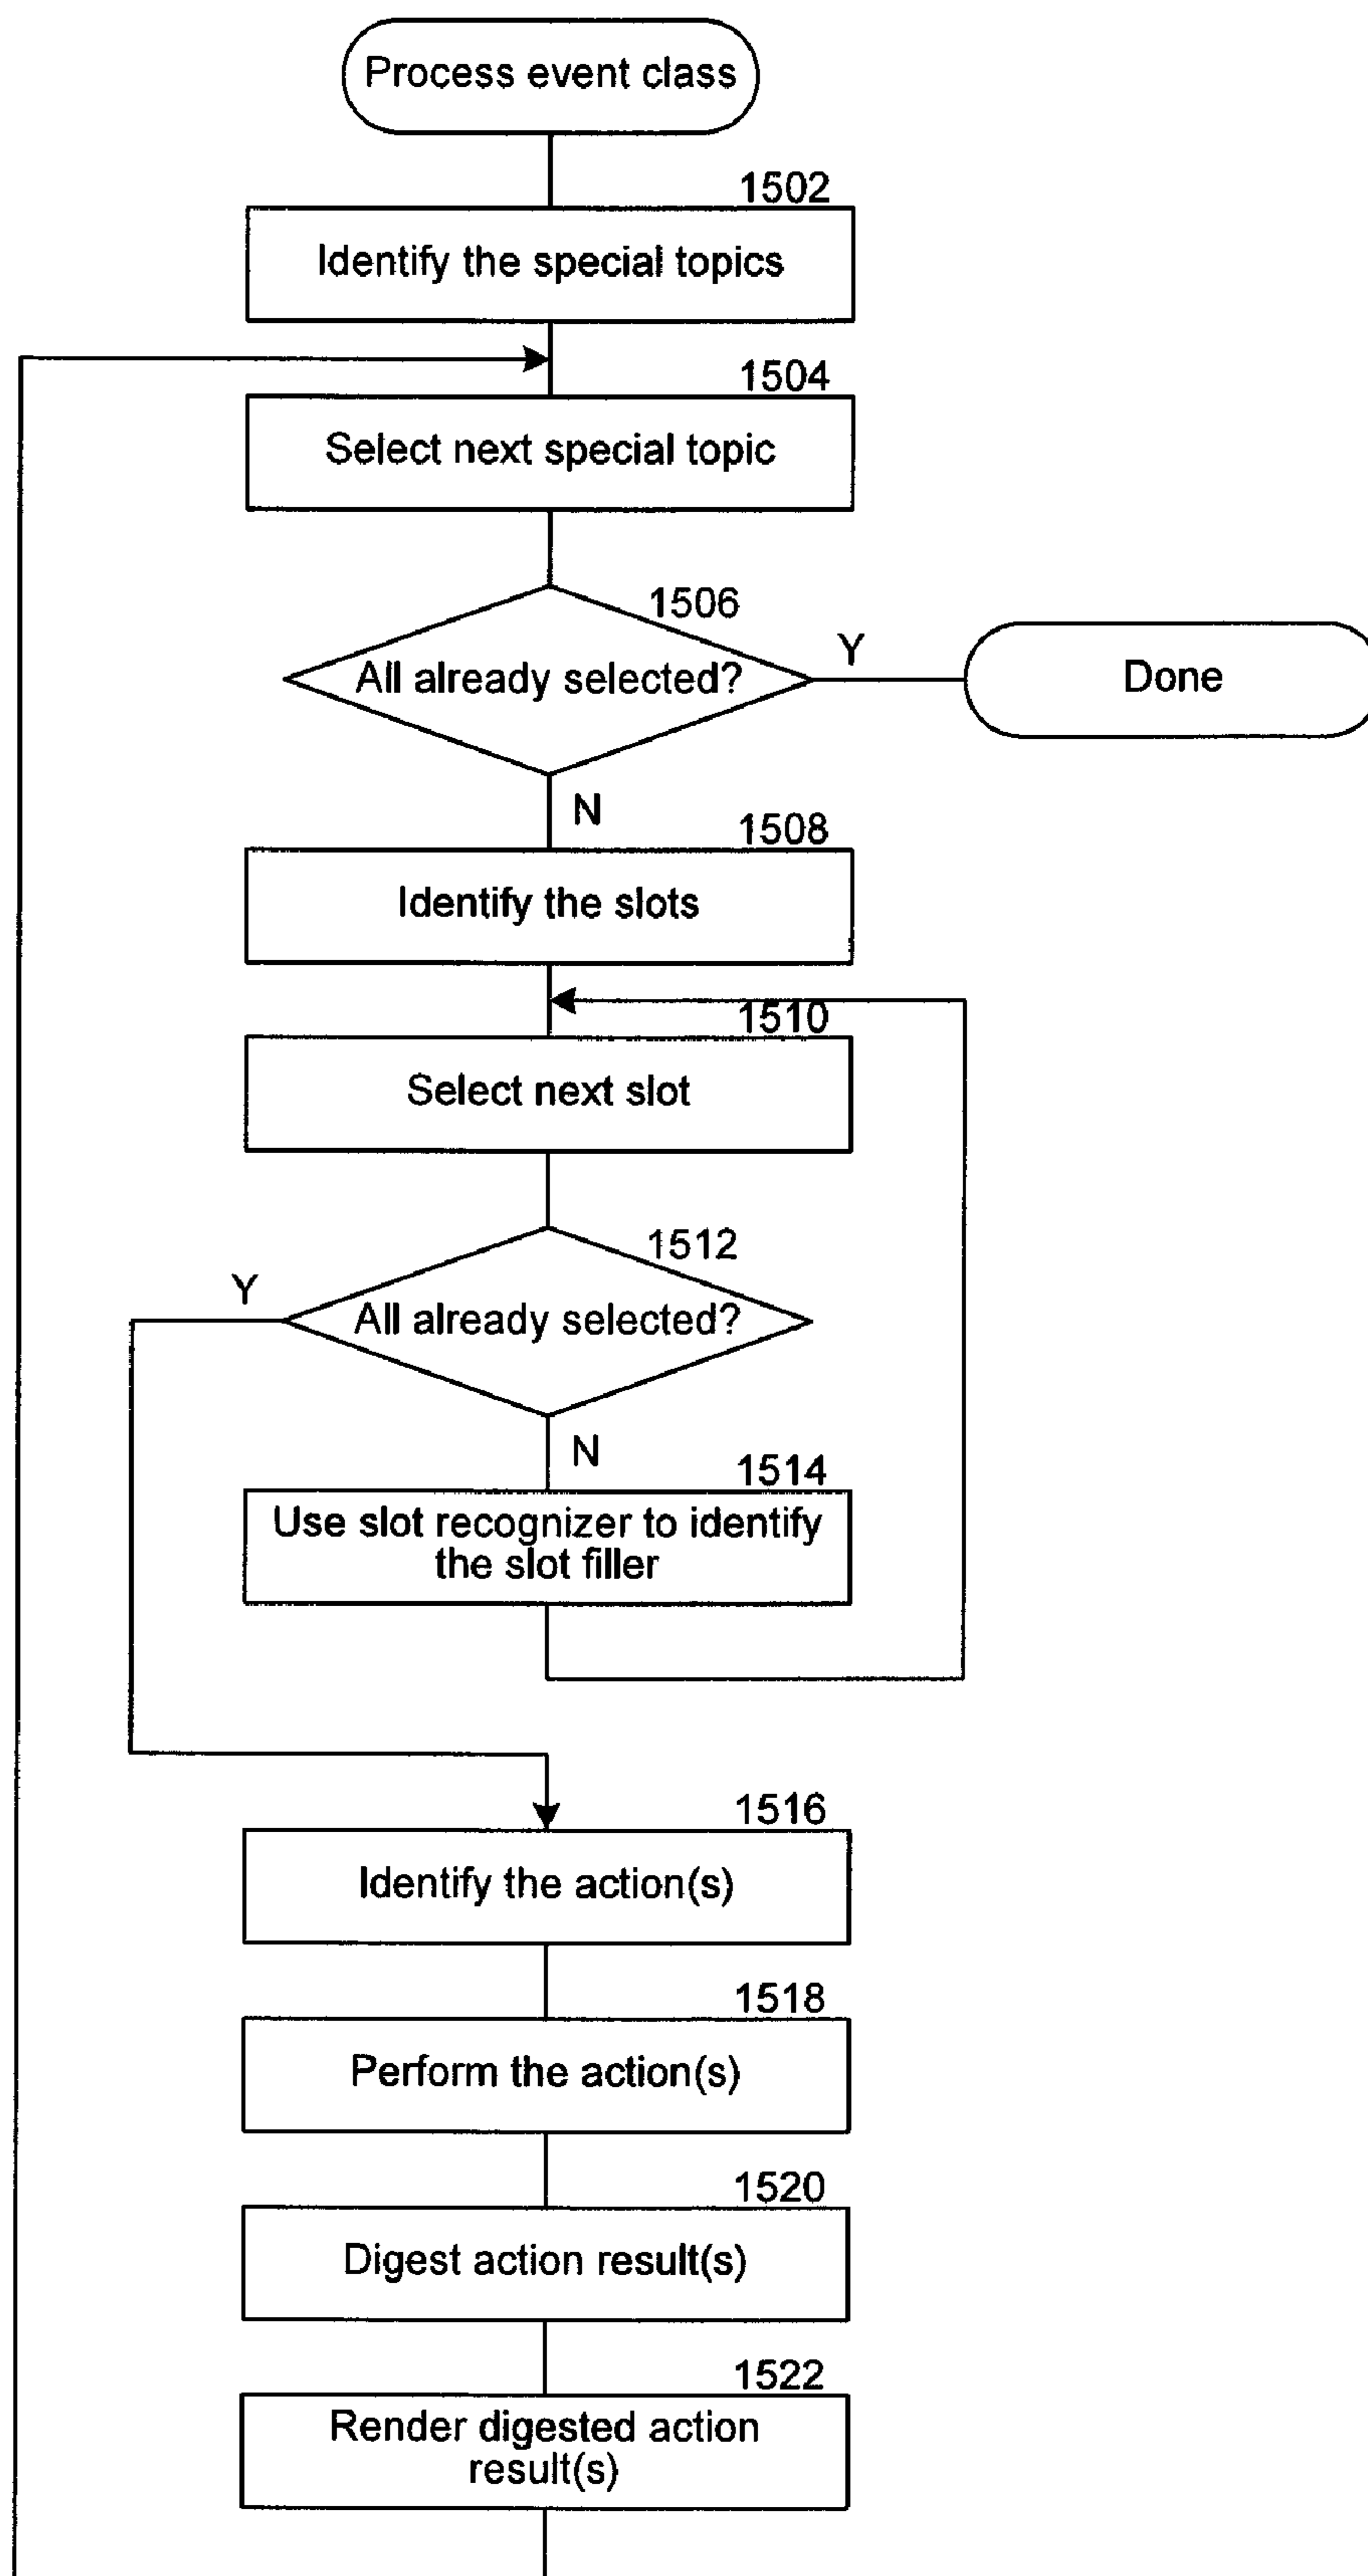 Process event class
1502
Identify the special topics
1504
Select next special topic
1506
All already selected?
Y
Done
N
1508
Identify the slots
1510
Select next slot
1512
Y
All already selected?
N
1514
Use slot recognizer to identify
the slot filler
1516
Identify the action(s)
1518
Perform the action(s)
1520
Digest action result(s)
1522
Render digested action
result(s)